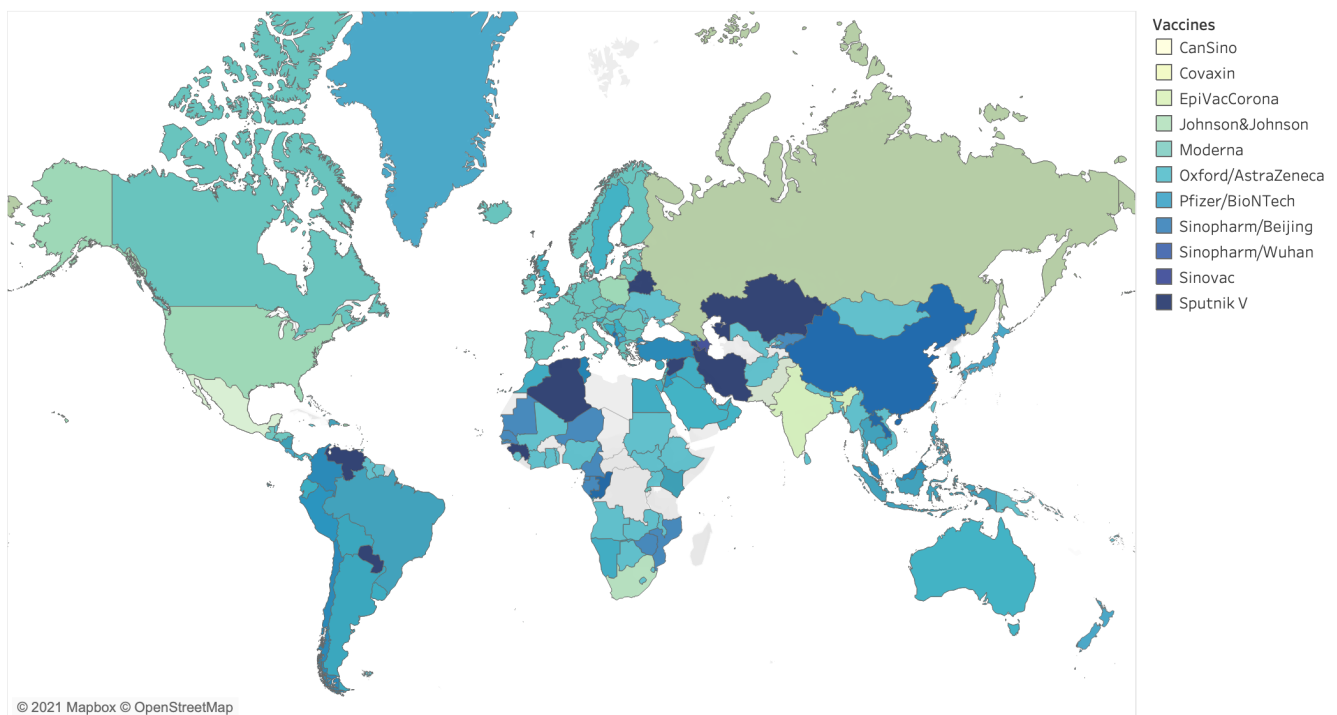 Vaccines
CanSino
Covaxin
EpiVacCorona
Johnson&Johnson
Moderna
Oxford/AstraZeneca
Pfizer/BioNTech
Sinopharm/Beijing
Sinopharm/Wuhan
Sinovac
Sputnik V
© 2021 Mapbox © OpenStreetMap